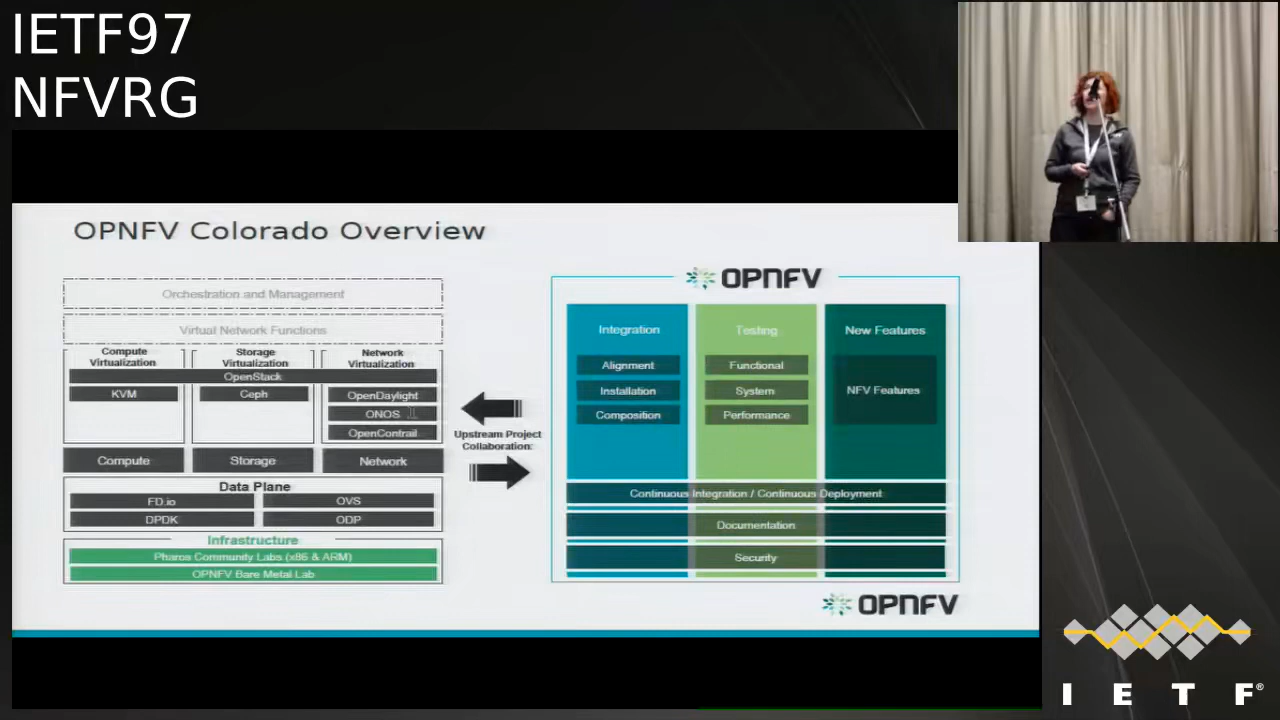 IETF97
NFVRG
OPNFV Colorado Overview
Orchestration and Management
Virtual Network Functions
Compute
Virtualization
Storage
Virtualization
Network
Virtualization
OpenStack
KVM
Ceph
OpenDaylight
ONOS
OpenContrail
Compute
Storage
Network
Data Plane
FD.io
OVS
DPDK
ODP
Infrastructure
Pharos Community Labs (x86 & ARM)
OPNFV Bare Metal Lab
Upstream Project
Collaboration:
OPNFV
Integration
Testing
New Features
Alignment
Functional
Installation
System
NFV Features
Composition
Performance
Continuous Integration / Continuous Deployment
Documentation
Security
OPNFV
IETF®